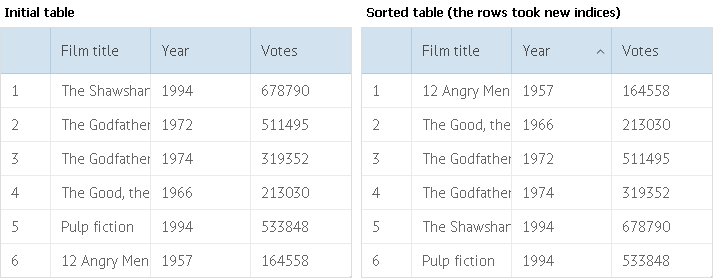 Initial table
Film title Year Votes
1 The Shawshar 1994 678790
2 The Godfather 1972 511495
3 The Godfather 1974 319352
4 The Good, the 1966 213030
5 Pulp fiction 1994 533848
6 12 Angry Men 1957 164558
Sorted table (the rows took new indices)
Film title Year Votes
1 12 Angry Men 1957 164558
2 The Good, the 1966 213030
3 The Godfather 1972 511495
4 The Godfather 1974 319352
5 The Shawshar 1994 678790
6 Pulp fiction 1994 533848